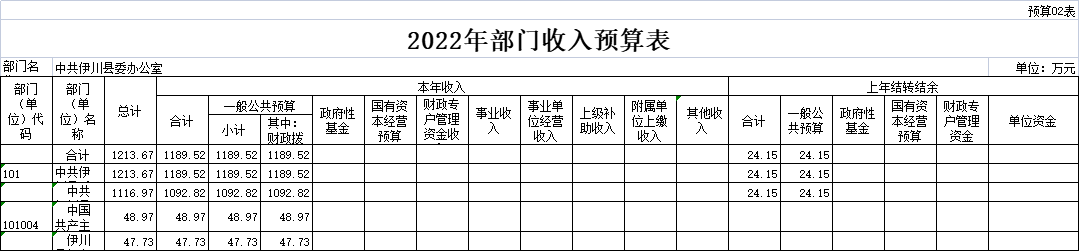 预算02表
2022年部门收入预算表
部门名 中共伊川县委办公室 单位：万元
部门（单位）代码 部门（单位）名称 总计 本年收入 上年结转结余
合计 一般公共预算 政府性基金 国有资本经营预算 财政专户管理资金收 事业收入 事业单位经营收入 上级补助收入 附属单位上缴收入 其他收入 合计 一般公共预算 政府性基金 国有资本经营预算 财政专户管理资金 单位资金
小计 其中：财政拨
合计 1213.67 1189.52 1189.52 1189.52 24.15 24.15
101 中共伊 1213.67 1189.52 1189.52 1189.52 24.15 24.15
中共 1116.97 1092.82 1092.82 1092.82 24.15 24.15
101004 中国共产主 48.97 48.97 48.97 48.97
伊川 47.73 47.73 47.73 47.73